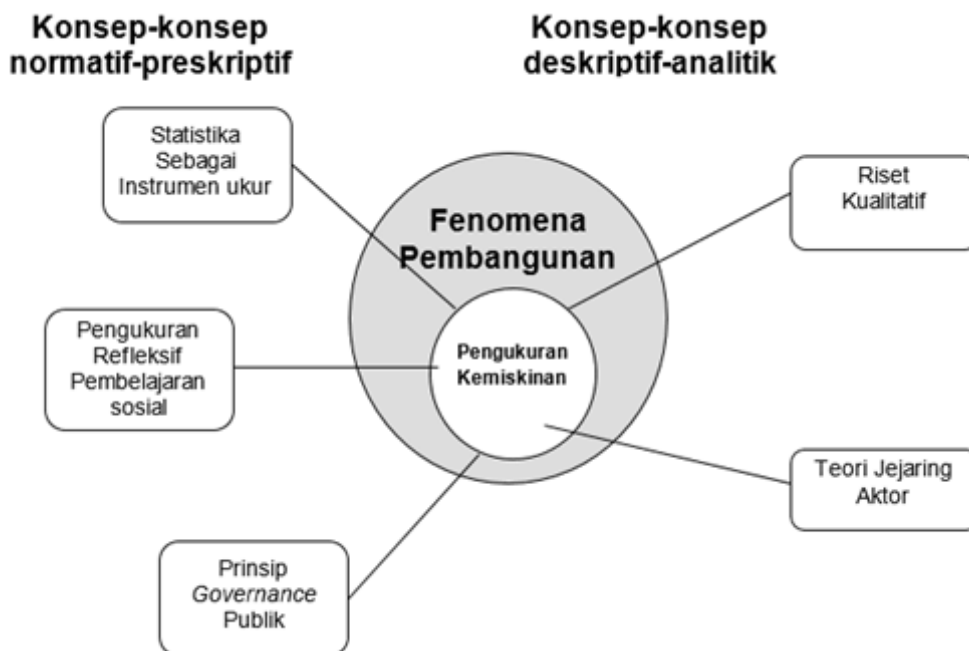 Konsep-konsep
normatif-preskriptif
Konsep-konsep
deskriptif-analitik
Statistika
Sebagai
Instrumen ukur
Riset
Kualitatif
Fenomena
Pembangunan
Pengukuran
Refleksif
Pembelajaran
sosial
Pengukuran
Kemiskinan
Teori Jejaring
Aktor
Prinsip
Governance
Publik